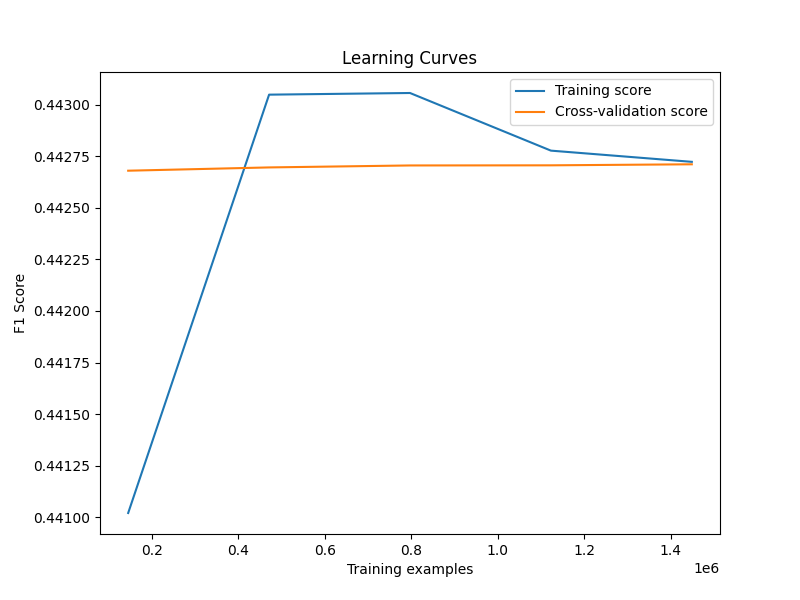 Learning Curves
Training score
Cross-validation score
0.44300
0.44275
0.44250
0.44225
0.44200
0.44175
0.44150
0.44125
0.44100
F1 Score
0.2 0.4 0.6 0.8 1.0 1.2 1.4
1e6
Training examples